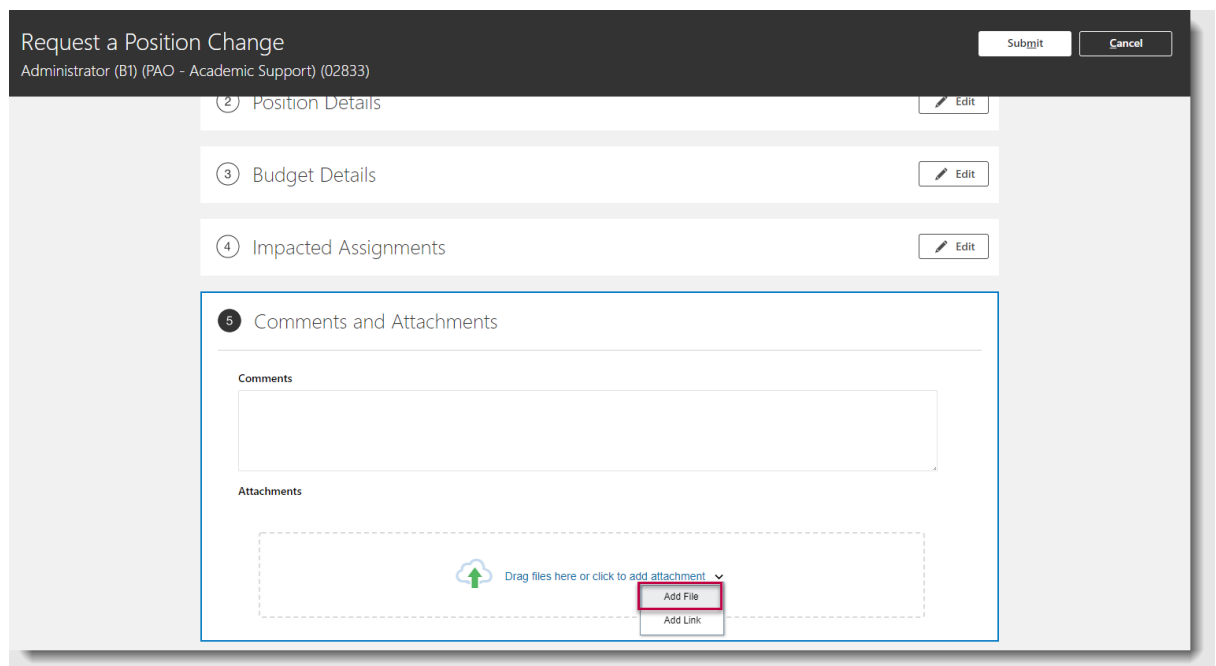 Request a Position Change
Submit
Cancel
Administrator (B1) (PAO - Academic Support) (02833)
2 Position Details
Edit
3 Budget Details
Edit
4 Impacted Assignments
Edit
5 Comments and Attachments
Comments
Attachments
Drag files here or click to add attachment
Add File
Add Link